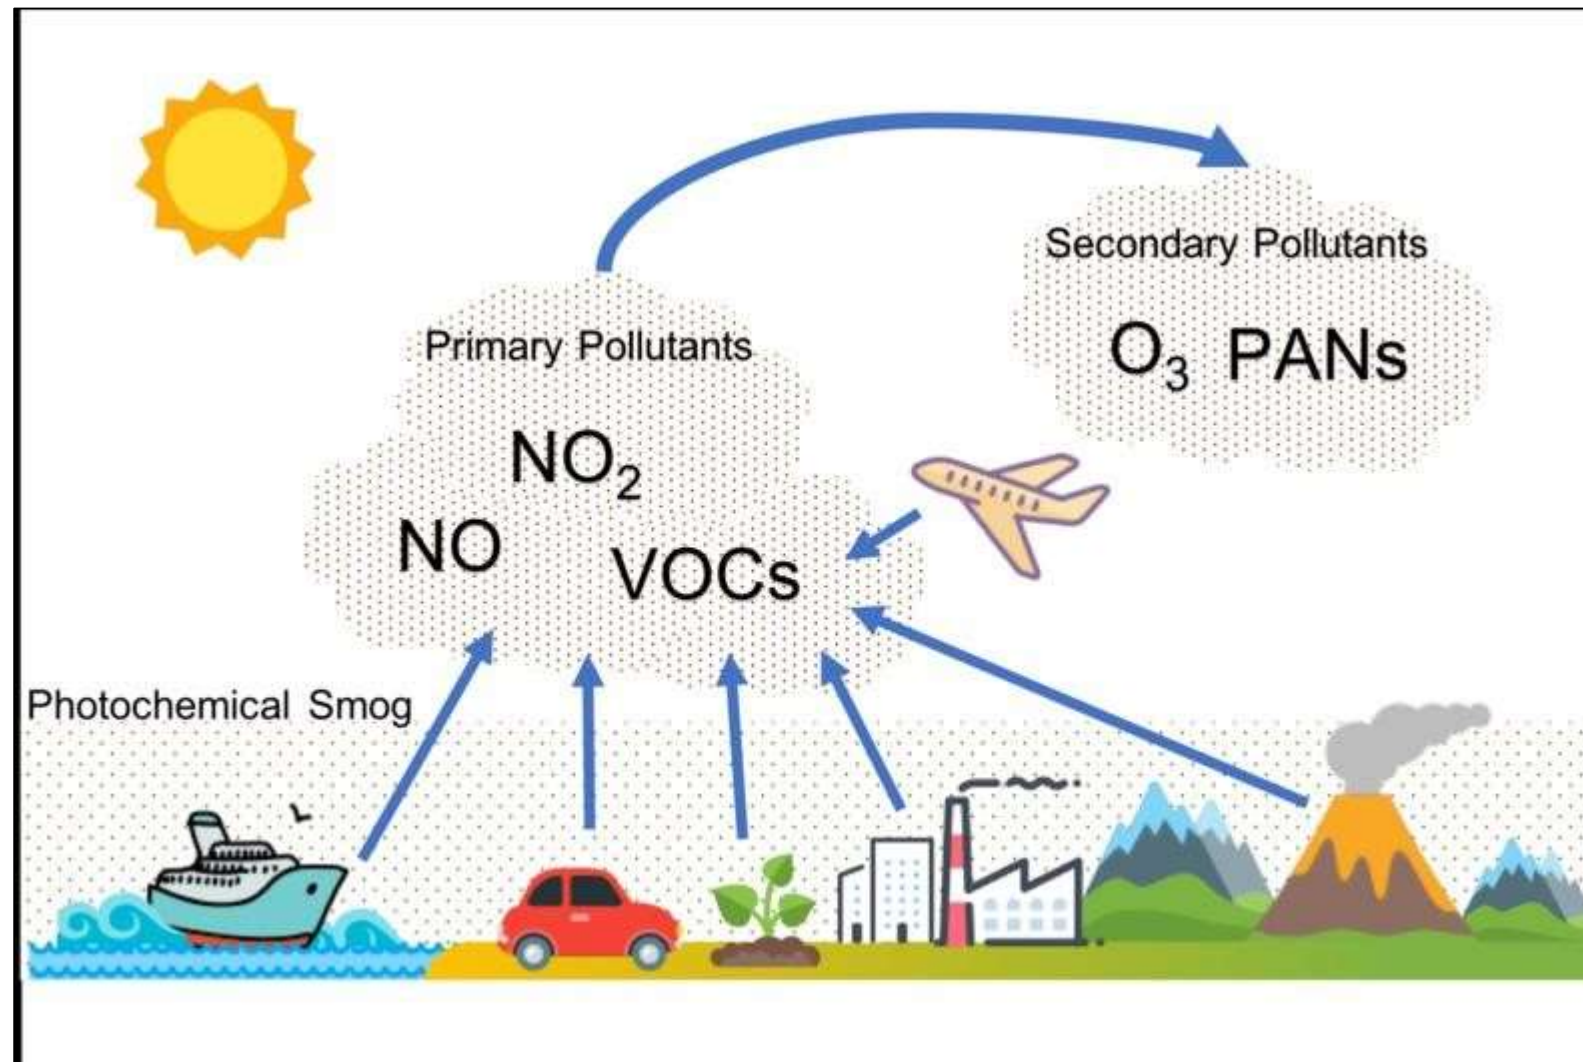 Secondary Pollutants
O₃ PANs
Primary Pollutants
NO₂
NO
VOCs
Photochemical Smog